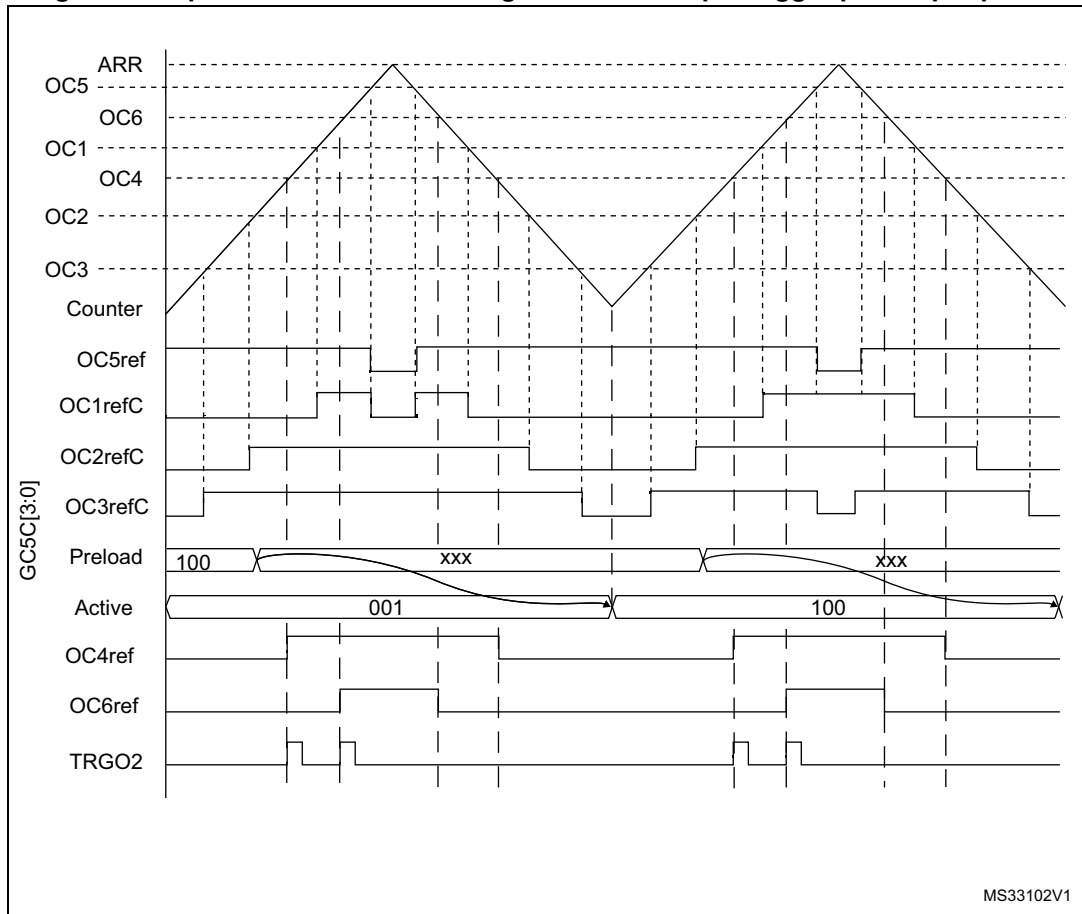 ARR
OC5
OC6
OC1
OC4
OC2
OC3
Counter
OC5ref
OC1refC
OC2refC
OC3refC
GC5C[3:0]
Preload
100
xxx
xxx
Active
001
100
OC4ref
OC6ref
TRGO2
MS33102V1